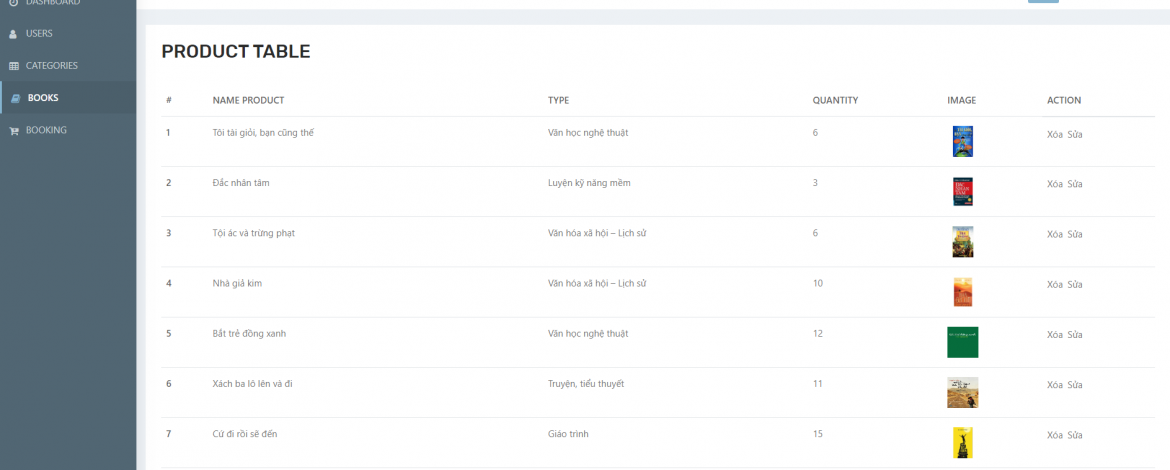 DASHBOARD
USERS
CATEGORIES
BOOKS
BOOKING
PRODUCT TABLE
# NAME PRODUCT TYPE QUANTITY IMAGE ACTION
1 Tôi tài giỏi, bạn cũng thế Văn học nghệ thuật 6 Xóa Sửa
2 Đắc nhân tâm Luyện kỹ năng mềm 3 Xóa Sửa
3 Tội ác và trừng phạt Văn hóa xã hội – Lịch sử 6 Xóa Sửa
4 Nhà giả kim Văn hóa xã hội – Lịch sử 10 Xóa Sửa
5 Bắt trẻ đồng xanh Văn học nghệ thuật 12 Xóa Sửa
6 Xách ba lô lên và đi Truyện, tiểu thuyết 11 Xóa Sửa
7 Cứ đi rồi sẽ đến Giáo trình 15 Xóa Sửa